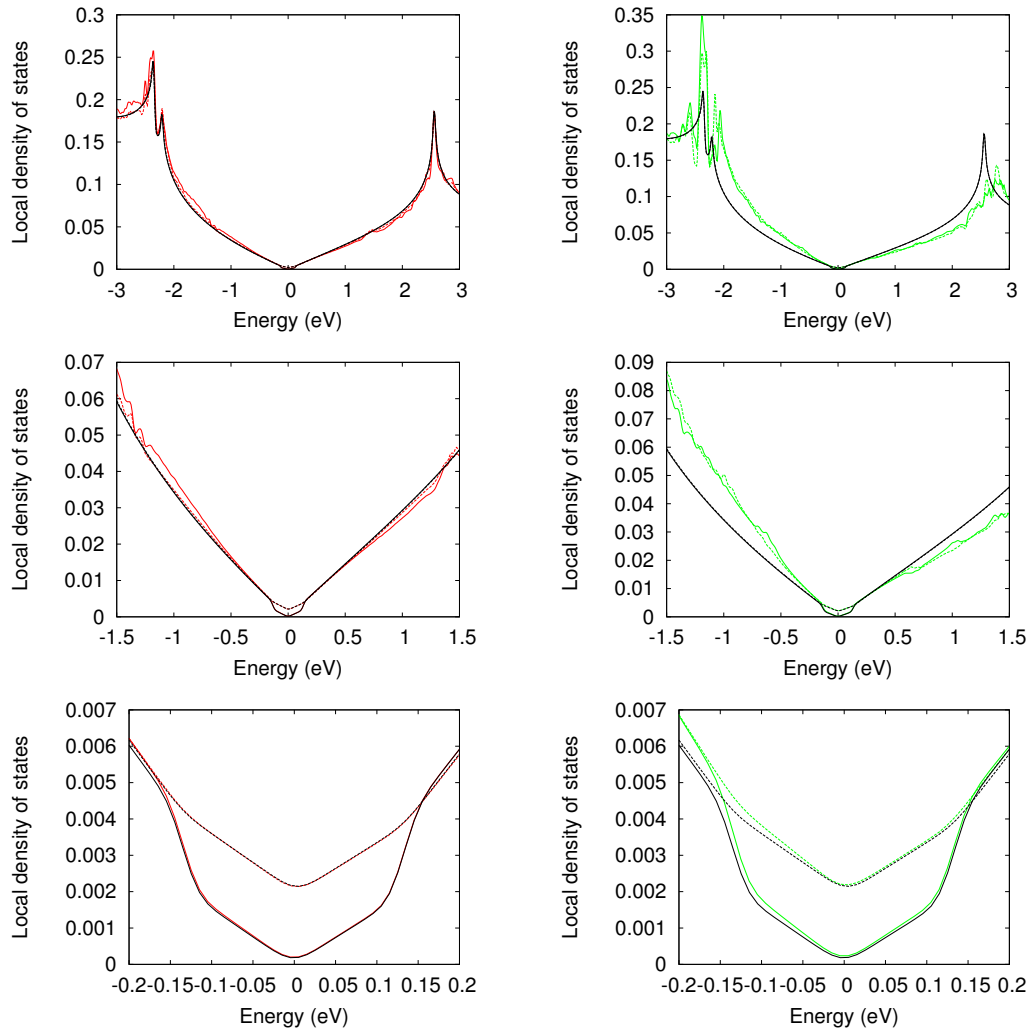 0.3
0.25
0.2
0.15
0.1
0.05
0
Local density of states
-3 -2 -1 0 1 2 3
Energy (eV)
0.35
0.3
0.25
0.2
0.15
0.1
0.05
0
Local density of states
-3 -2 -1 0 1 2 3
Energy (eV)
0.07
0.06
0.05
0.04
0.03
0.02
0.01
0
Local density of states
-1.5 -1 -0.5 0 0.5 1 1.5
Energy (eV)
0.09
0.08
0.07
0.06
0.05
0.04
0.03
0.02
0.01
0
Local density of states
-1.5 -1 -0.5 0 0.5 1 1.5
Energy (eV)
0.007
0.006
0.005
0.004
0.003
0.002
0.001
0
Local density of states
-0.2 -0.15 -0.1 -0.05 0 0.05 0.1 0.15 0.2
Energy (eV)
0.007
0.006
0.005
0.004
0.003
0.002
0.001
0
Local density of states
-0.2 -0.15 -0.1 -0.05 0 0.05 0.1 0.15 0.2
Energy (eV)